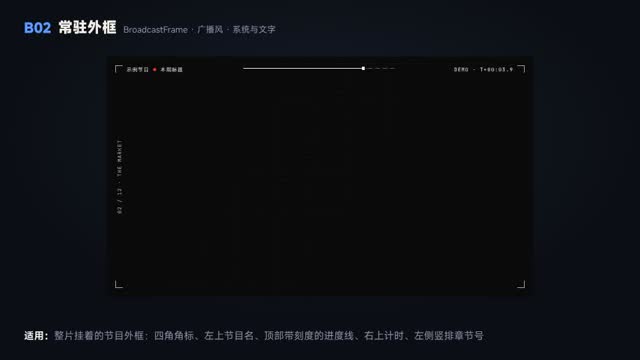 B02 常驻外框 BroadcastFrame · 广播风 · 系统与文字
示例节目 ● 本期标题
DEMO · T+00:03.9
02 / 12 · THE MARKET
适用：整片挂着的节目外框：四角角标、左上节目名、顶部带刻度的进度线、右上计时、左侧竖排章节号